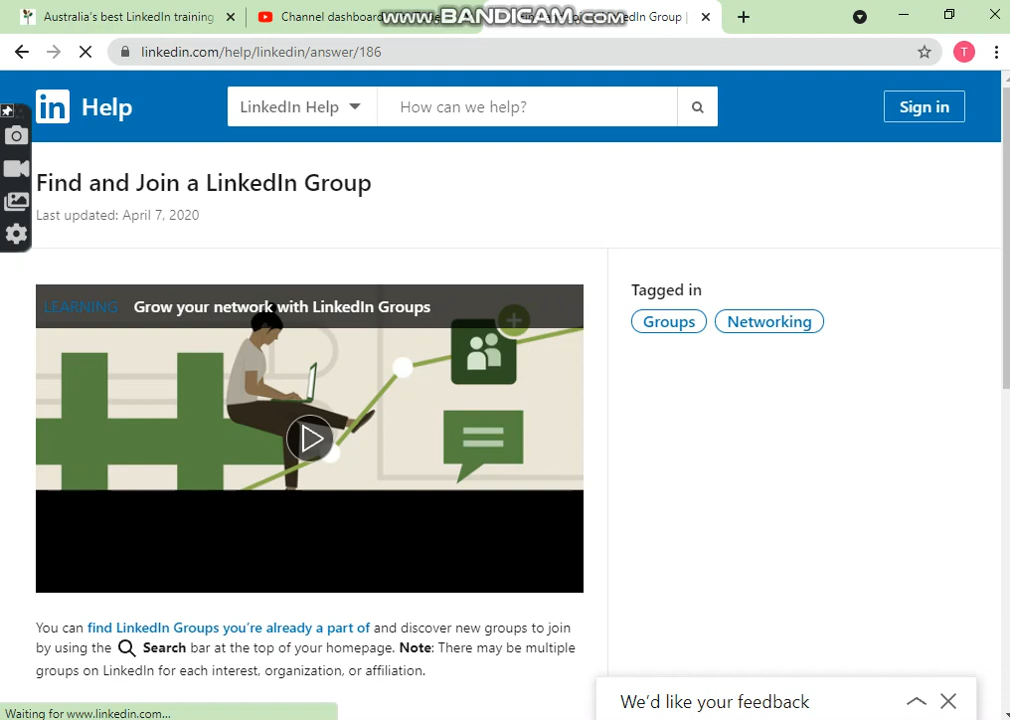 Australia's best LinkedIn training
Channel dashboard
LinkedIn Group |
WWW.BANDICAM.COM
linkedin.com/help/linkedin/answer/186
T
in Help
LinkedIn Help
How can we help?
Sign in
Find and Join a LinkedIn Group
Last updated: April 7, 2020
LEARNING Grow your network with LinkedIn Groups
Tagged in
Groups
Networking
You can find LinkedIn Groups you're already a part of and discover new groups to join
by using the Search bar at the top of your homepage. Note: There may be multiple
groups on LinkedIn for each interest, organization, or affiliation.
We'd like your feedback
Waiting for www.linkedin.com...